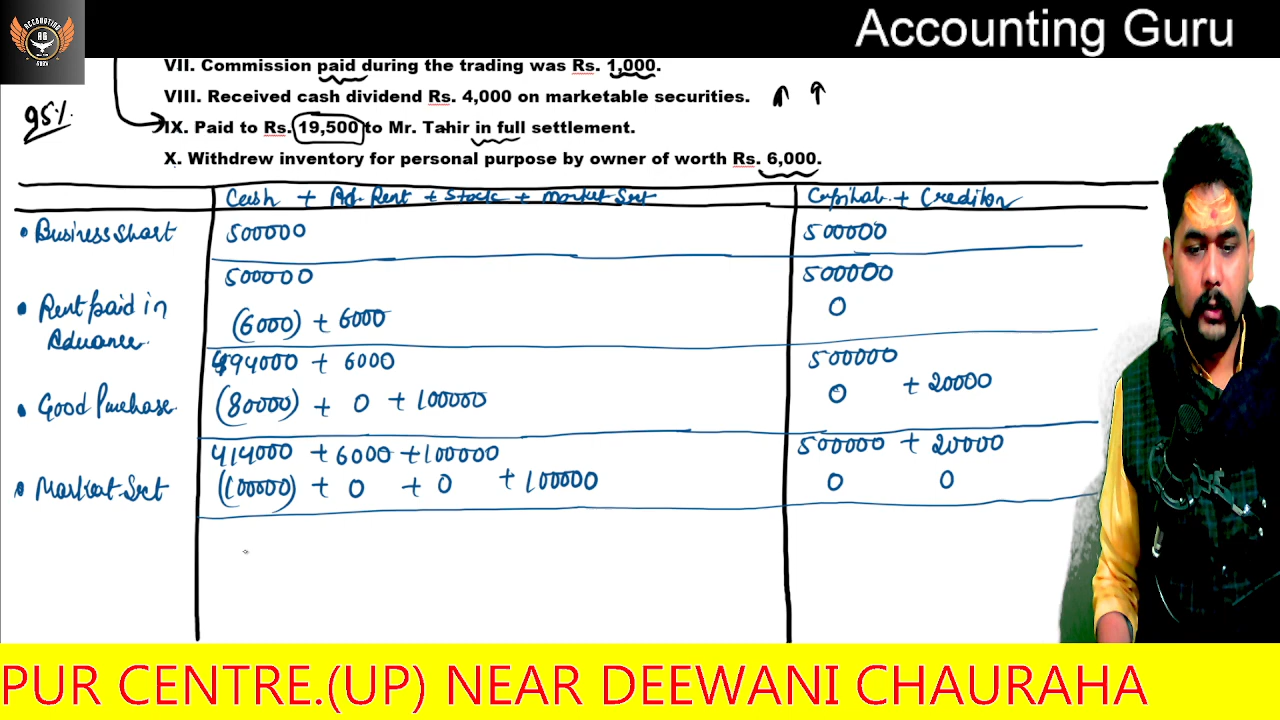 Accounting Guru
ACCOUNTING
AG
GURU
VII. Commission paid during the trading was Rs. 1,000.
VIII. Received cash dividend Rs. 4,000 on marketable securities.
95%
IX. Paid to Rs. 19,500 to Mr. Tahir in full settlement.
X. Withdrew inventory for personal purpose by owner of worth Rs. 6,000.
Cash + Ad. Rent + Stock + Market Sret Capital + Creditor
• Business Start 500000 500000
500000 500000
• Rent paid in Advance (6000) + 6000 0
494000 + 6000 500000
• Good Purchase (80000) + 0 + 100000 0 + 20000
414000 + 6000 + 100000 500000 + 20000
• Market Sret (100000) + 0 + 0 + 100000 0 0
PUR CENTRE.(UP) NEAR DEEWANI CHAURAHA